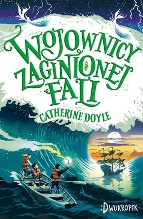 WOJOWNICY
ZAGINIONEJ
FALI
CATHERINE DOYLE
:DWUKROPEK